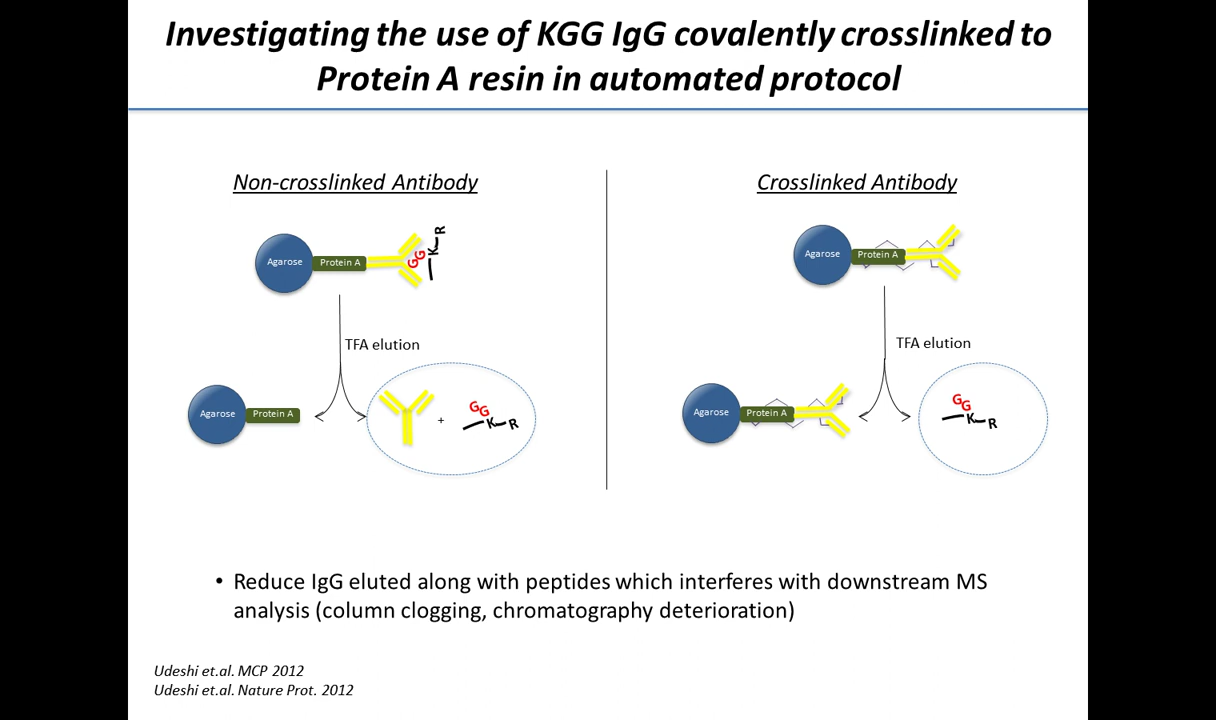 Investigating the use of KGG IgG covalently crosslinked to
Protein A resin in automated protocol
Non-crosslinked Antibody
Agarose
Protein A
GG
K
R
TFA elution
Agarose
Protein A
+
GG
K
R
Crosslinked Antibody
Agarose
Protein A
TFA elution
Agarose
Protein A
GG
K
R
• Reduce IgG eluted along with peptides which interferes with downstream MS
analysis (column clogging, chromatography deterioration)
Udeshi et.al. MCP 2012
Udeshi et.al. Nature Prot. 2012